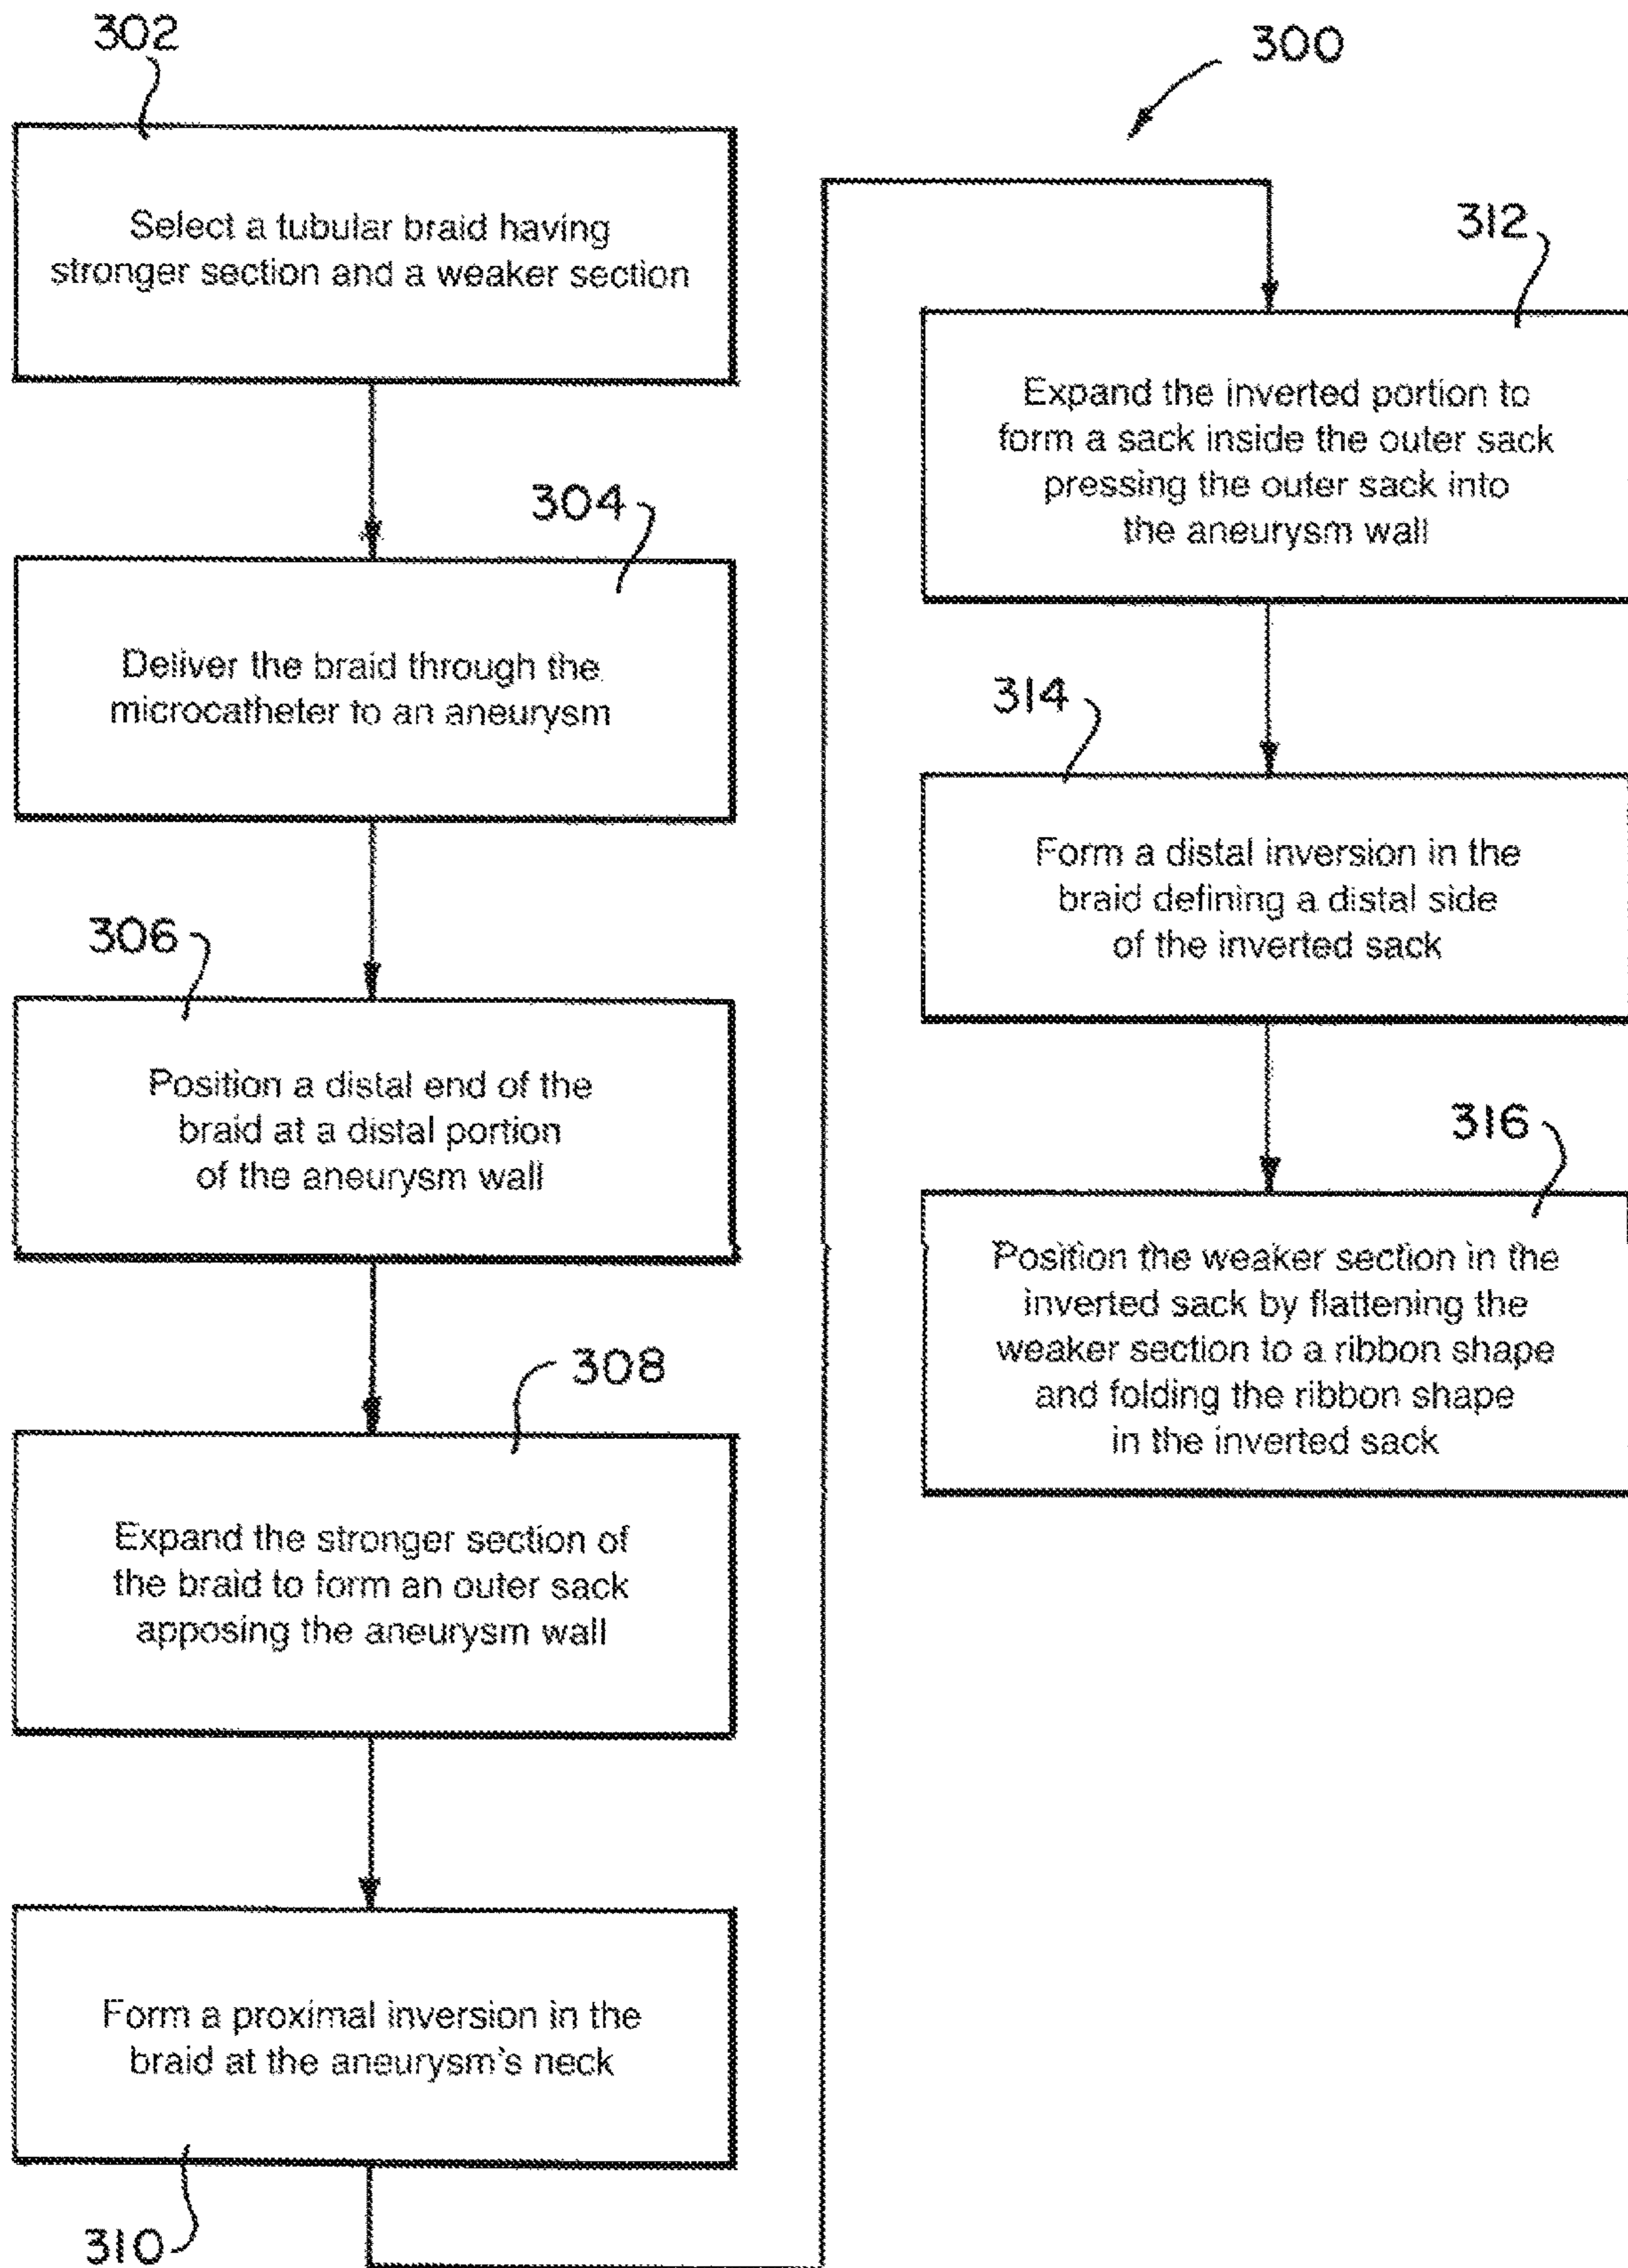 302
Select a tubular braid having
stronger section and a weaker section
304
Deliver the braid through the
microcatheter to an aneurysm
306
Position a distal end of the
braid at a distal portion
of the aneurysm wall
308
Expand the stronger section of
the braid to form an outer sack
apposing the aneurysm wall
Form a proximal inversion in the
braid at the aneurysm's neck
310
300
312
Expand the inverted portion to
form a sack inside the outer sack
pressing the outer sack into
the aneurysm wall
314
Form a distal inversion in the
braid defining a distal side
of the inverted sack
316
Position the weaker section in the
inverted sack by flattening the
weaker section to a ribbon shape
and folding the ribbon shape
in the inverted sack